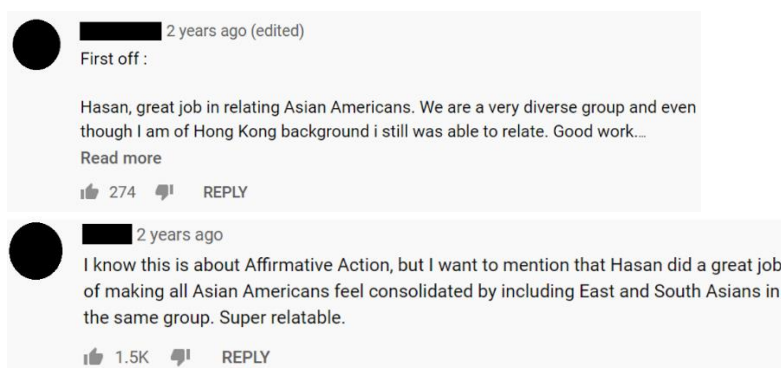 2 years ago (edited)
First off :
Hasan, great job in relating Asian Americans. We are a very diverse group and even
though I am of Hong Kong background i still was able to relate. Good work....
Read more
274 REPLY
2 years ago
I know this is about Affirmative Action, but I want to mention that Hasan did a great job
of making all Asian Americans feel consolidated by including East and South Asians in
the same group. Super relatable.
1.5K REPLY